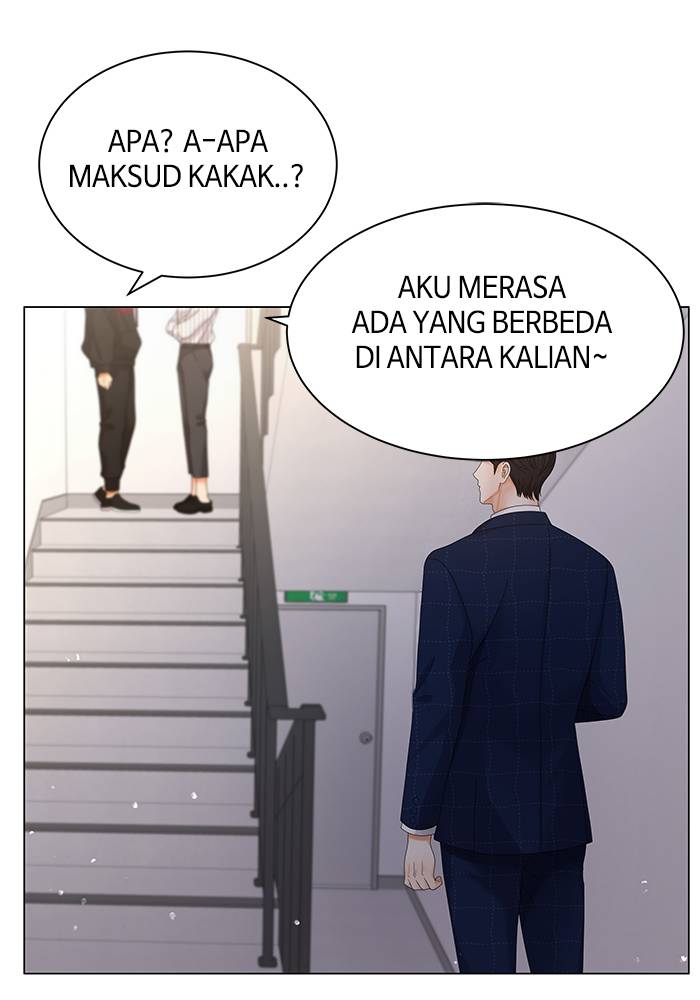 APA? A-APA
MAKSUD KAKAK..?
AKU MERASA
ADA YANG BERBEDA
DI ANTARA KALIAN~